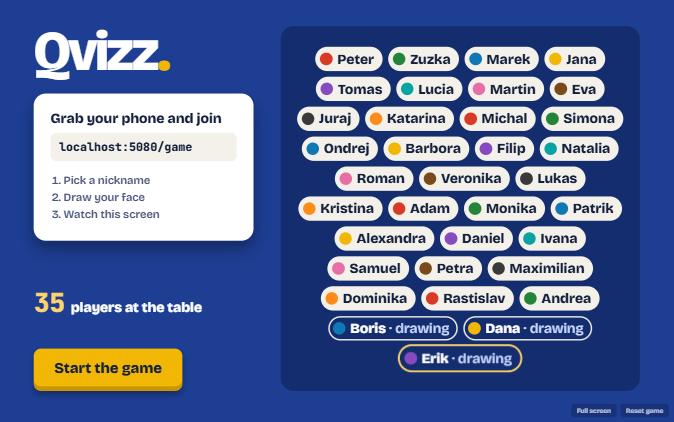 Qvizz.
Grab your phone and join
localhost:5080/game
1. Pick a nickname
2. Draw your face
3. Watch this screen
35 players at the table
Start the game
Peter Zuzka Marek Jana
Tomas Lucia Martin Eva
Juraj Katarina Michal Simona
Ondrej Barbora Filip Natalia
Roman Veronika Lukas
Kristina Adam Monika Patrik
Alexandra Daniel Ivana
Samuel Petra Maximilian
Dominika Rastislav Andrea
Boris · drawing Dana · drawing
Erik · drawing
Full screen Reset game